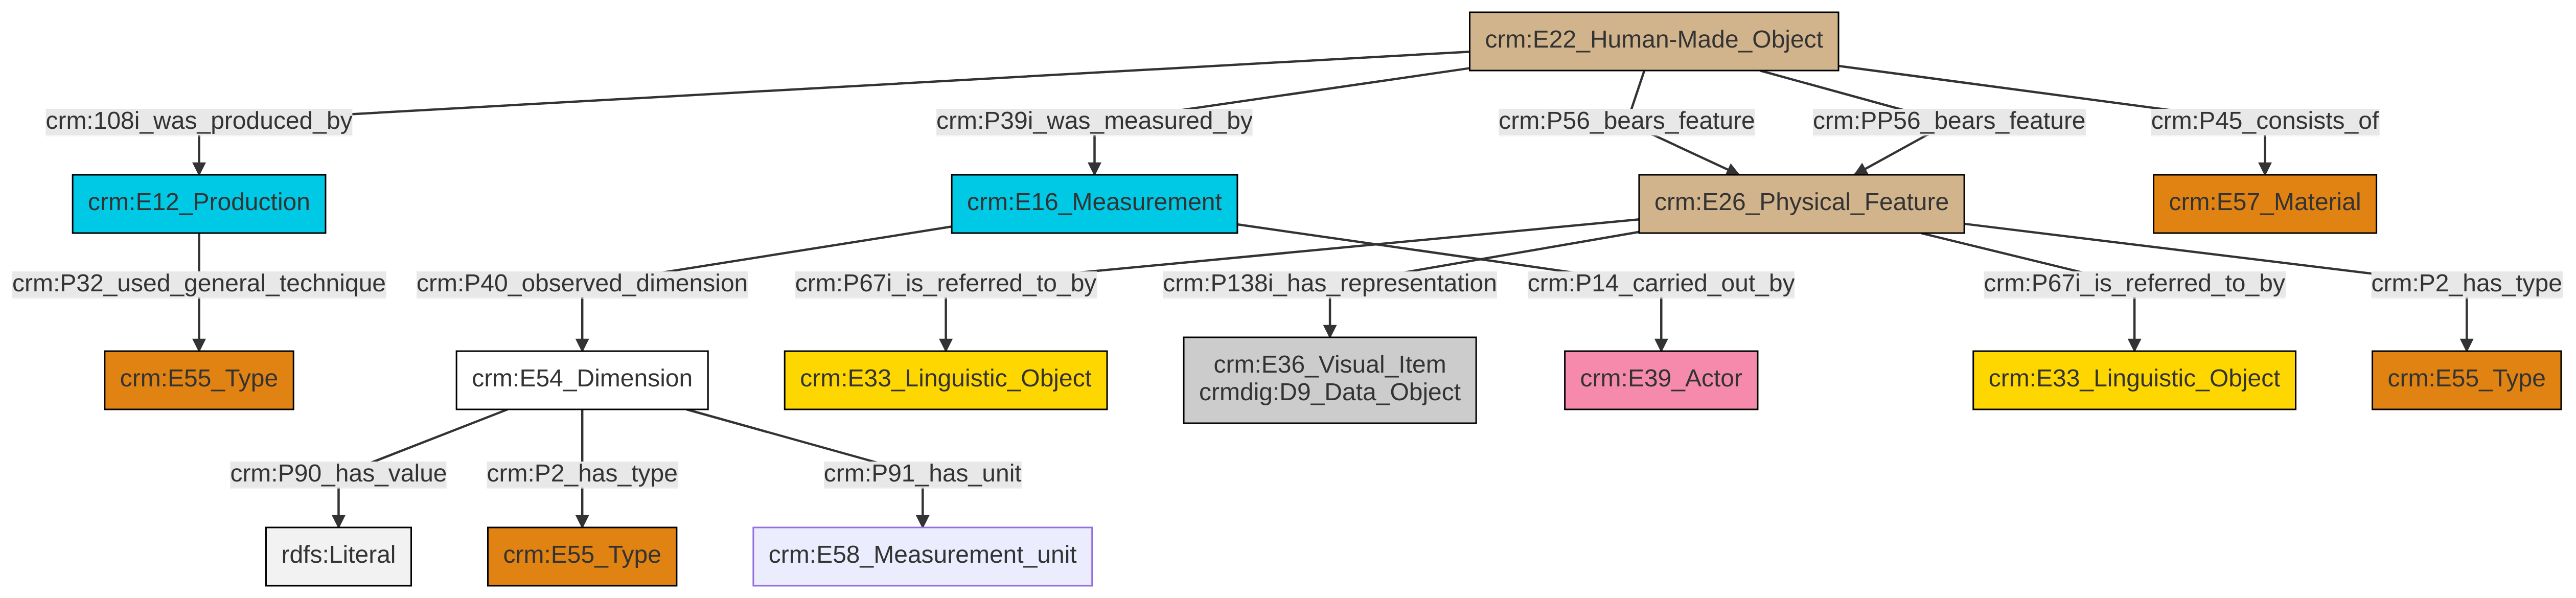 crm:E22_Human-Made_Object
crm:108i_was_produced_by
crm:P39i_was_measured_by
crm:P56_bears_feature
crm:PP56_bears_feature
crm:P45_consists_of
crm:E12_Production
crm:E16_Measurement
crm:E26_Physical_Feature
crm:E57_Material
crm:P32_used_general_technique
crm:P40_observed_dimension
crm:P67i_is_referred_to_by
crm:P138i_has_representation
crm:P14_carried_out_by
crm:P67i_is_referred_to_by
crm:P2_has_type
crm:E55_Type
crm:E54_Dimension
crm:E33_Linguistic_Object
crm:E36_Visual_Item
crmdig:D9_Data_Object
crm:E39_Actor
crm:E33_Linguistic_Object
crm:E55_Type
crm:P90_has_value
crm:P2_has_type
crm:P91_has_unit
rdfs:Literal
crm:E55_Type
crm:E58_Measurement_unit